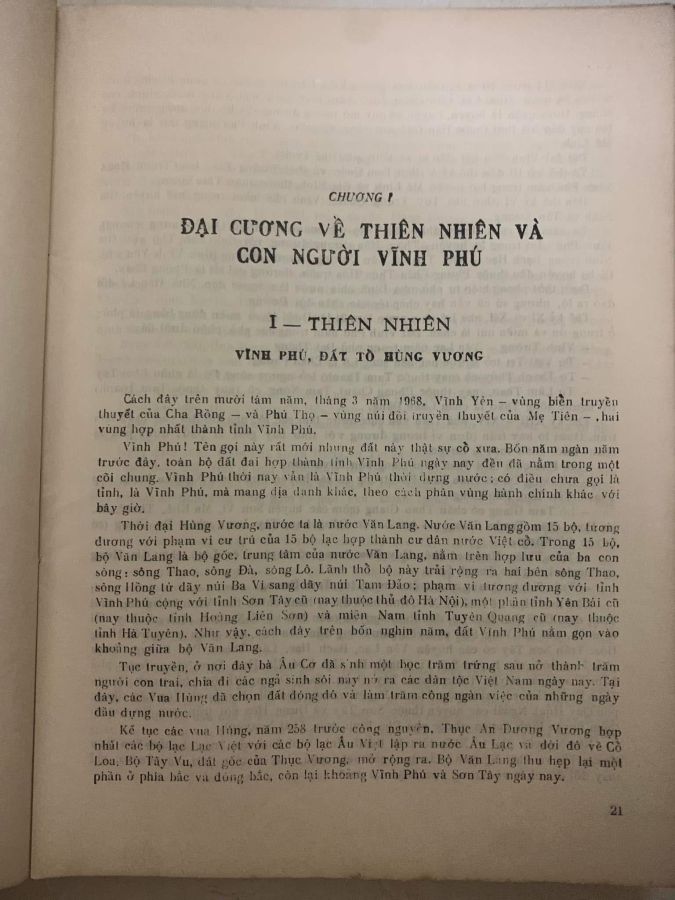 CHƯƠNG I
ĐẠI CƯƠNG VỀ THIÊN NHIÊN VÀ
CON NGƯỜI VĨNH PHÚ
I — THIÊN NHIÊN
VĨNH PHÚ, ĐẤT TỔ HÙNG VƯƠNG
Cách đây trên mười tám năm, tháng 3 năm 1968, Vĩnh Yên — vùng biển truyền
thuyết của Cha Rồng — và Phú Thọ — vùng núi đồi truyền thuyết của Mẹ Tiên — , hai
vùng hợp nhất thành tỉnh Vĩnh Phú.
Vĩnh Phú! Tên gọi này rất mới nhưng đất này thật sự cổ xưa. Bốn năm ngàn năm
trước đây, toàn bộ đất đai hợp thành tỉnh Vĩnh Phú ngày nay đều đã nằm trong một
cõi chung. Vĩnh Phú thời nay vẫn là Vĩnh Phú thời dựng nước; có điều chưa gọi là
tỉnh, là Vĩnh Phú, mà mang địa danh khác, theo cách phân vùng hành chính khác với
bây giờ.
Thời đại Hùng Vương, nước ta là nước Văn Lang. Nước Văn Lang gồm 15 bộ, tương
đương với phạm vi cư trú của 15 bộ lạc hợp thành cư dân nước Việt cổ. Trong 15 bộ,
bộ Văn Lang là bộ gốc, trung tâm của nước Văn Lang, nằm trên hợp lưu của ba con
sông: sông Thao, sông Đà, sông Lô. Lãnh thổ bộ này trải rộng ra hai bên sông Thao,
sông Hồng từ dãy núi Ba Vì sang dãy núi Tam Đảo; phạm vi tương đương với tỉnh
Vĩnh Phú cộng với tỉnh Sơn Tây cũ (nay thuộc thủ đô Hà Nội), một phần tỉnh Yên Bái cũ
(nay thuộc tỉnh Hoàng Liên Sơn) và miền Nam tỉnh Tuyên Quang cũ (nay thuộc
tỉnh Hà Tuyên). Như vậy, cách đây trên bốn nghìn năm, đất Vĩnh Phú nằm gọn vào
khoảng giữa bộ Văn Lang.
Tục truyền, ở nơi đây bà Âu Cơ đã sinh một bọc trăm trứng sau nở thành trăm
người con trai, chia đi các ngả sinh sôi nảy nở ra các dân tộc Việt Nam ngày nay. Tại
đây, các Vua Hùng đã chọn đất đóng đô và làm trăm công ngàn việc của những ngày
đầu dựng nước.
Kế tục các vua Hùng, năm 258 trước công nguyên, Thục An Dương Vương hợp
nhất các bộ lạc Lạc Việt với các bộ lạc Âu Việt lập ra nước Âu Lạc và dời đô về Cổ
Loa. Bộ Tây Vu, đất gốc của Thục Vương, mở rộng ra. Bộ Văn Lang thu hẹp lại một
phần ở phía bắc và đông bắc, còn lại khoảng Vĩnh Phú và Sơn Tây ngày nay.
21